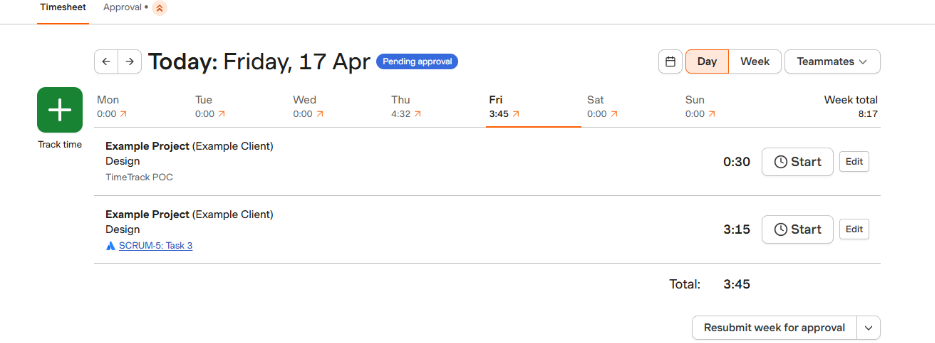 Timesheet Approval •
Today: Friday, 17 Apr Pending approval Day Week Teammates
Mon Tue Wed Thu Fri Sat Sun Week total
0:00 ↗ 0:00 ↗ 0:00 ↗ 4:32 ↗ 3:45 ↗ 0:00 ↗ 0:00 ↗ 8:17
Track time
Example Project (Example Client)
Design
TimeTrack POC
0:30 Start Edit
Example Project (Example Client)
Design
SCRUM-5: Task 3
3:15 Start Edit
Total: 3:45
Resubmit week for approval